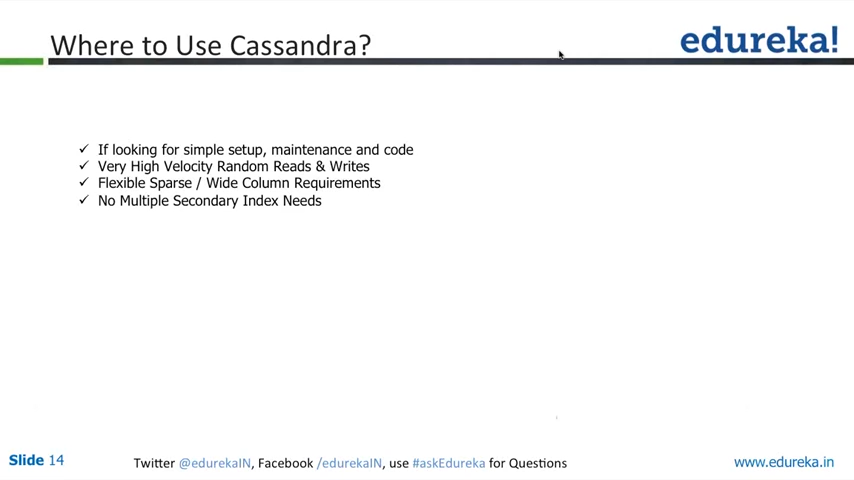 Where to Use Cassandra?
edureka!
✓ If looking for simple setup, maintenance and code
✓ Very High Velocity Random Reads & Writes
✓ Flexible Sparse / Wide Column Requirements
✓ No Multiple Secondary Index Needs
Slide 14
Twitter @edurekaIN, Facebook /edurekaIN, use #askEdureka for Questions
www.edureka.in